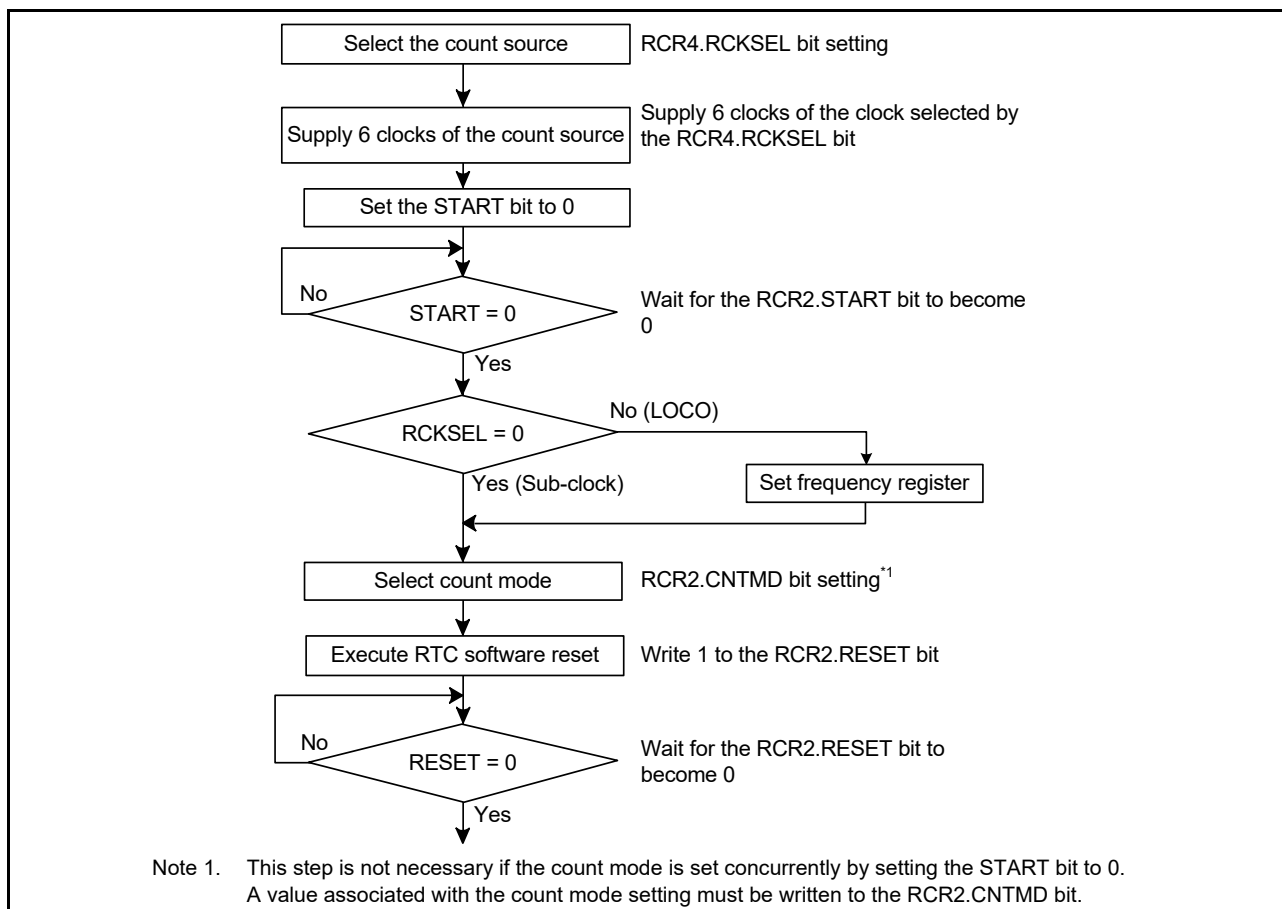 Select the count source
RCR4.RCKSEL bit setting
Supply 6 clocks of the count source
Supply 6 clocks of the clock selected by
the RCR4.RCKSEL bit
Set the START bit to 0
No
START = 0
Wait for the RCR2.START bit to become
0
Yes
No (LOCO)
RCKSEL = 0
Yes (Sub-clock)
Set frequency register
Select count mode
RCR2.CNTMD bit setting*1
Execute RTC software reset
Write 1 to the RCR2.RESET bit
No
RESET = 0
Wait for the RCR2.RESET bit to
become 0
Yes
Note 1. This step is not necessary if the count mode is set concurrently by setting the START bit to 0.
A value associated with the count mode setting must be written to the RCR2.CNTMD bit.